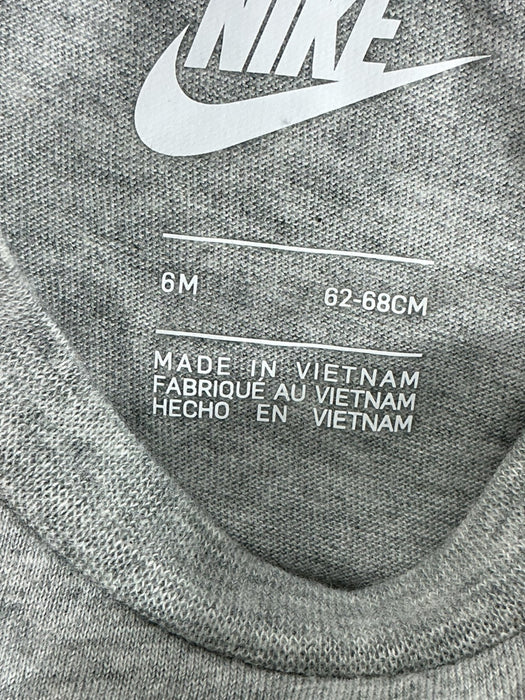 NIKE
6M 62-68CM
MADE IN VIETNAM
FABRIQUÉ AU VIETNAM
HECHO EN VIETNAM